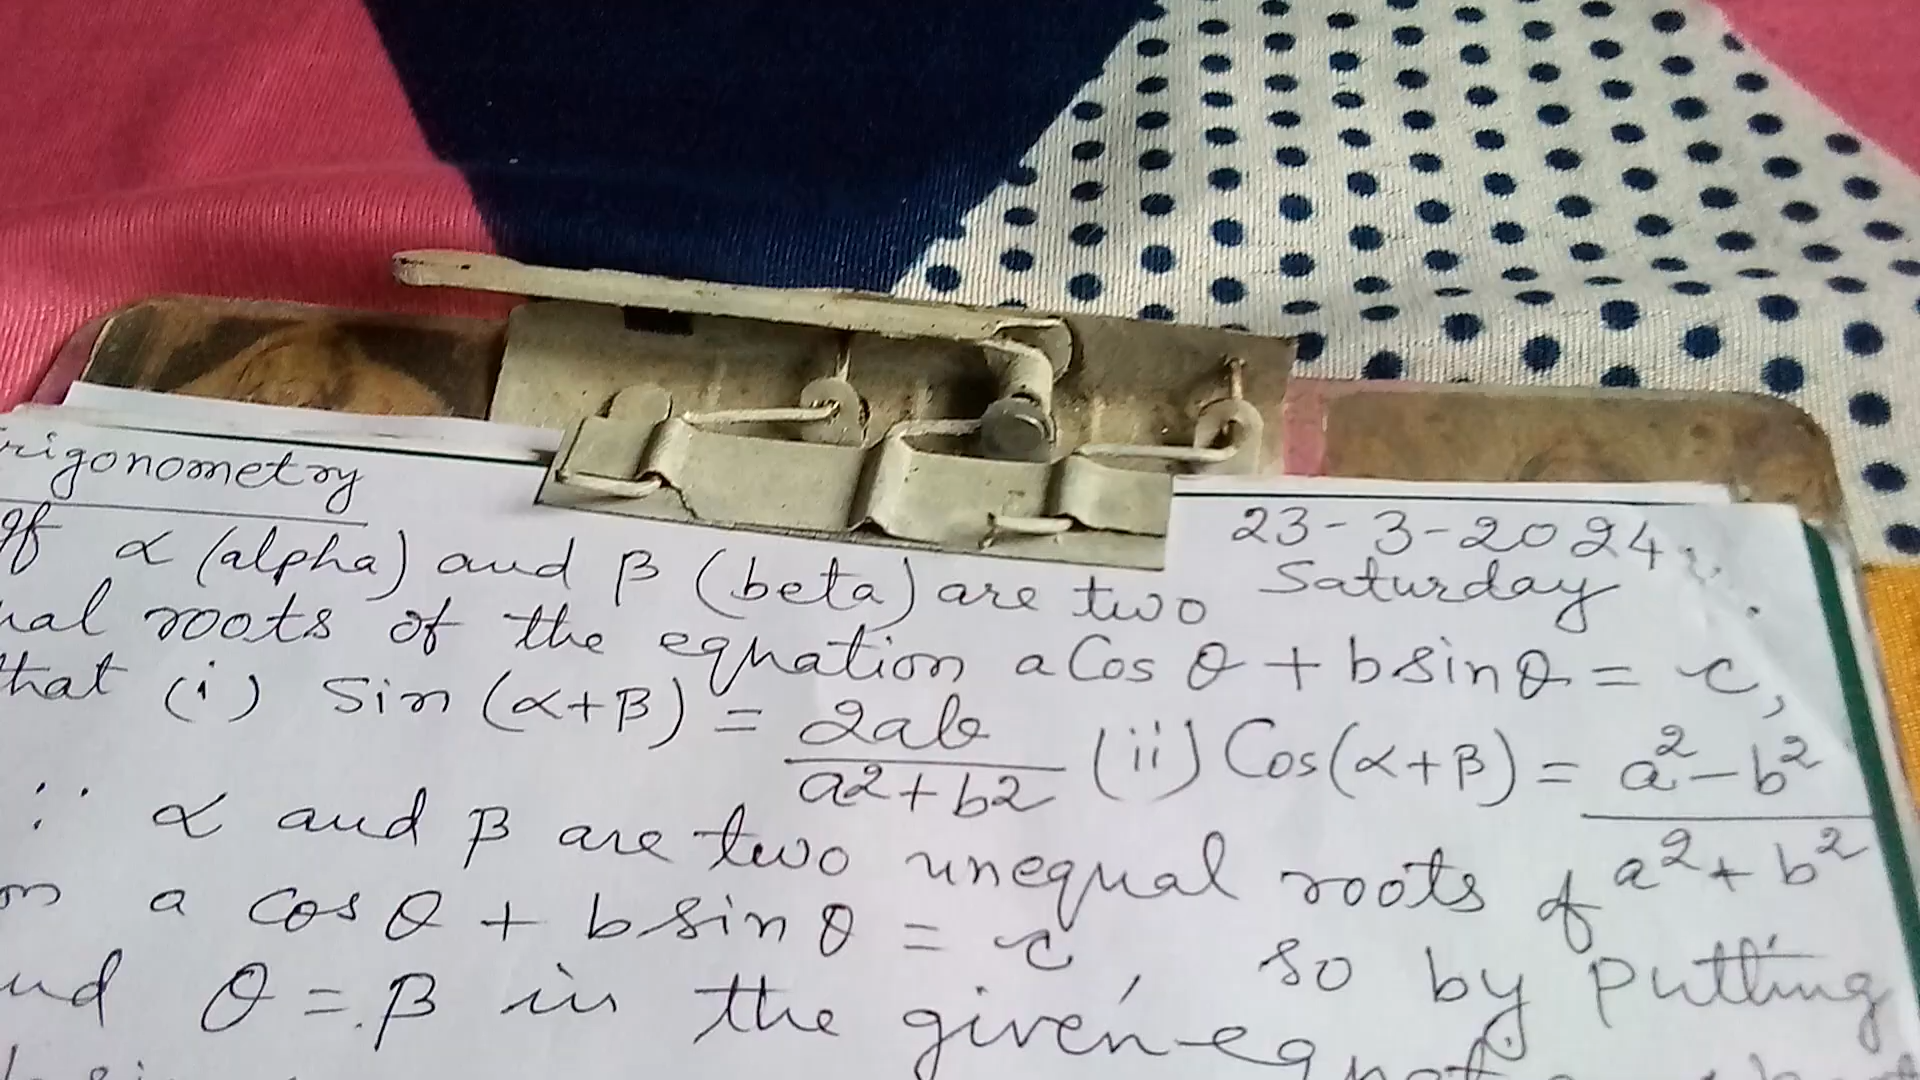 rigonometry
23-3-2024
Saturday
If α (alpha) and β (beta) are two
ual roots of the equation a Cos θ + b sin θ = c,
that (i) Sin (α+β) = 2ab / a2+b2 (ii) Cos(α+β) = a²-b² / a²+b²
∵ α and β are two unequal roots of
on a cos θ + b sin θ = c, so by putting
nd θ = β in the given